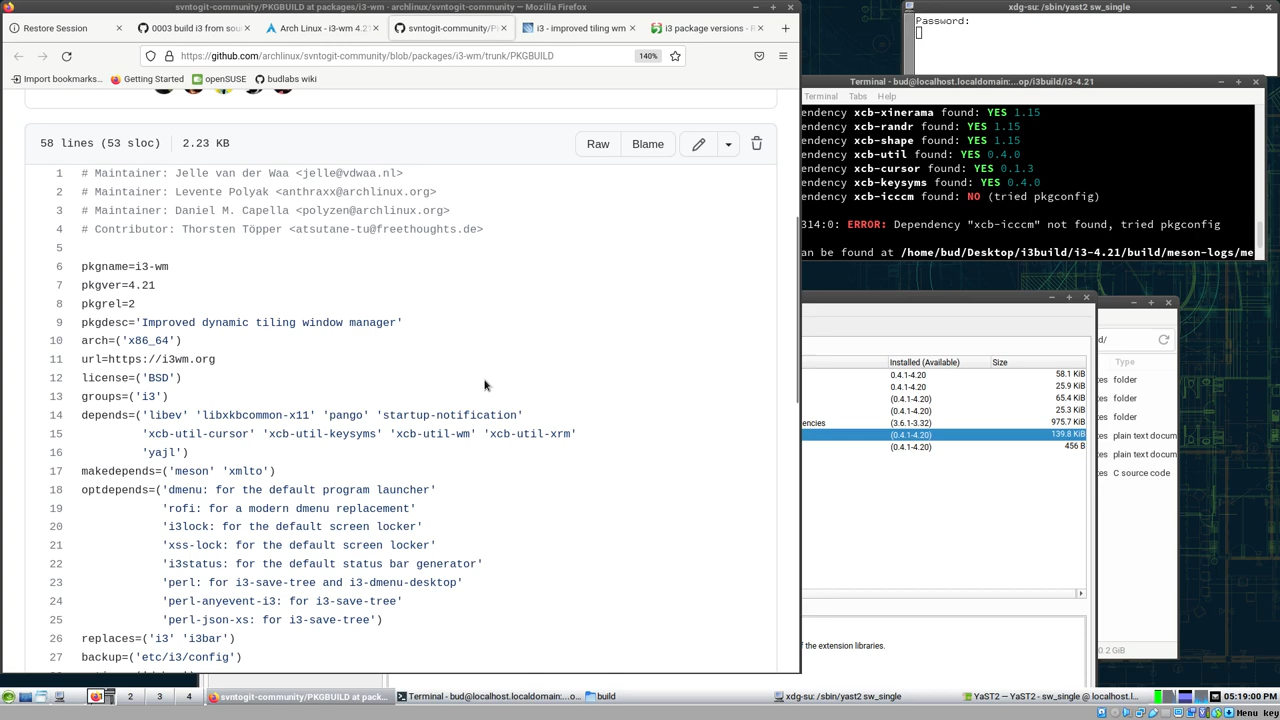 svntogit-community/PKGBUILD at packages/i3-wm · archlinux/svntogit-community — Mozilla Firefox
Restore Session
0003 build i3 from sou
Arch Linux - i3-wm 4.21
svntogit-community/P
i3 - improved tiling wm
i3 package versions - R
https://github.com/archlinux/svntogit-community/blob/packages/i3-wm/trunk/PKGBUILD
140%
Import bookmarks...
Getting Started
openSUSE
budlabs wiki
58 lines (53 sloc)
2.23 KB
Raw
Blame
1 # Maintainer: Jelle van der Waa <jelle@vdwaa.nl>
2 # Maintainer: Levente Polyak <anthrax@archlinux.org>
3 # Maintainer: Daniel M. Capella <polyzen@archlinux.org>
4 # Contributor: Thorsten Töpper <atsutane-tu@freethoughts.de>
5
6 pkgname=i3-wm
7 pkgver=4.21
8 pkgrel=2
9 pkgdesc='Improved dynamic tiling window manager'
10 arch=('x86_64')
11 url=https://i3wm.org
12 license=('BSD')
13 groups=('i3')
14 depends=('libev' 'libxkbcommon-x11' 'pango' 'startup-notification'
15 'xcb-util-cursor' 'xcb-util-keysyms' 'xcb-util-wm' 'xcb-util-xrm'
16 'yajl')
17 makedepends=('meson' 'xmlto')
18 optdepends=('dmenu: for the default program launcher'
19 'rofi: for a modern dmenu replacement'
20 'i3lock: for the default screen locker'
21 'xss-lock: for the default screen locker'
22 'i3status: for the default status bar generator'
23 'perl: for i3-save-tree and i3-dmenu-desktop'
24 'perl-anyevent-i3: for i3-save-tree'
25 'perl-json-xs: for i3-save-tree')
26 replaces=('i3' 'i3bar')
27 backup=('etc/i3/config')
xdg-su: /sbin/yast2 sw_single
Password:
Terminal - bud@localhost.localdomain:...op/i3build/i3-4.21
Terminal
Tabs
Help
endency xcb-xinerama found: YES 1.15
endency xcb-randr found: YES 1.15
endency xcb-shape found: YES 1.15
endency xcb-util found: YES 0.4.0
endency xcb-cursor found: YES 0.1.3
endency xcb-keysyms found: YES 0.4.0
endency xcb-icccm found: NO (tried pkgconfig)
314:0: ERROR: Dependency "xcb-icccm" not found, tried pkgconfig
an be found at /home/bud/Desktop/i3build/i3-4.21/build/meson-logs/me
Installed (Available)
Size
0.4.1-4.20 58.1 KiB
0.4.1-4.20 25.9 KiB
(0.4.1-4.20) 65.4 KiB
(0.4.1-4.20) 25.3 KiB
encies (3.6.1-3.32) 975.7 KiB
(0.4.1-4.20) 139.8 KiB
(0.4.1-4.20) 456 B
f the extension libraries.
d/
Type
tes folder
tes folder
tes folder
tes plain text docum
tes plain text docum
tes C source code
0.2 GiB
2
3
4
svntogit-community/PKGBUILD at pack...
Terminal - bud@localhost.localdomain:...o...
build
xdg-su: /sbin/yast2 sw_single
YaST2 — YaST2 - sw_single @ localhost.l...
05:19:00 PM
Menu key